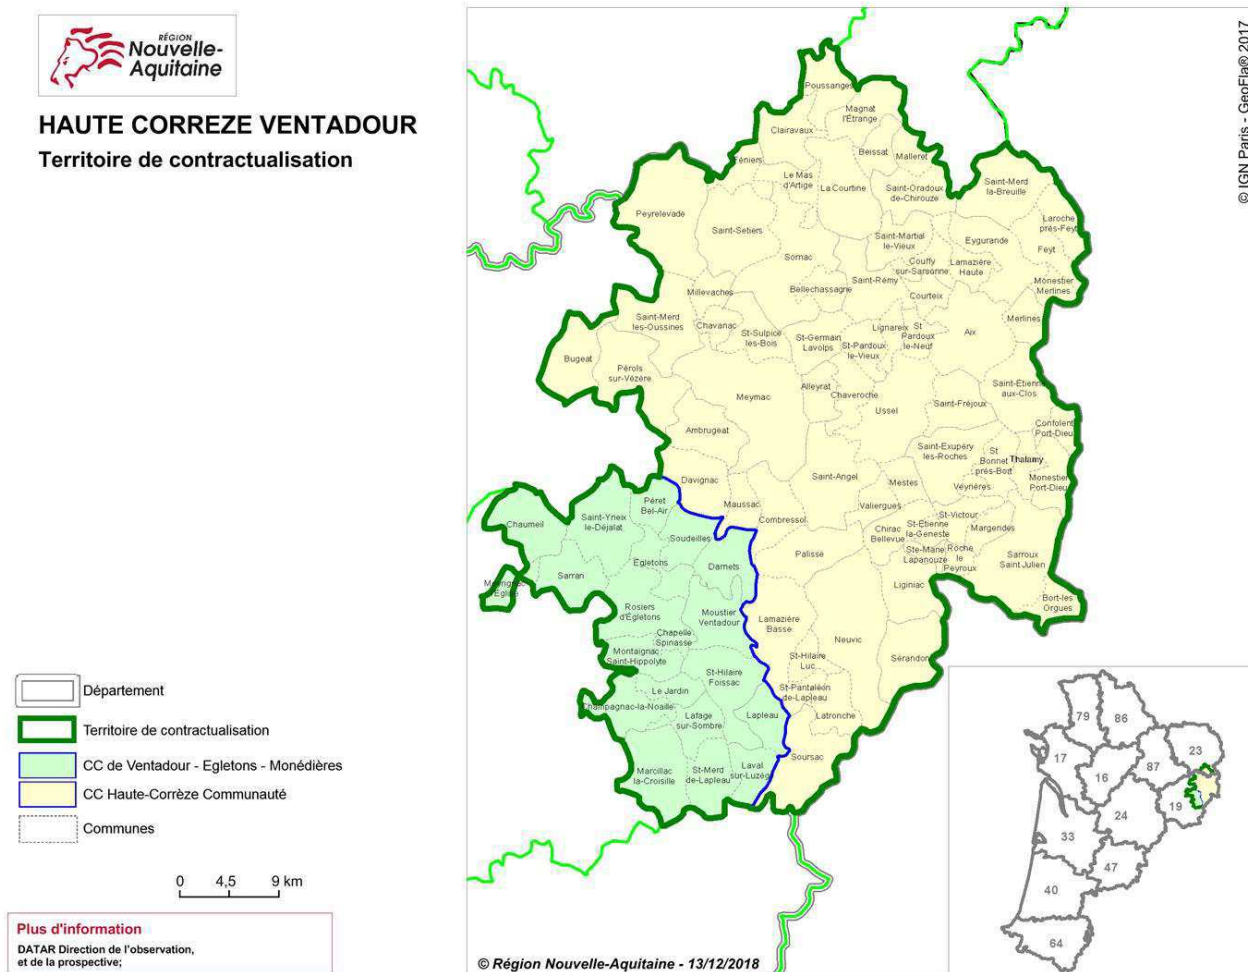 RÉGION
Nouvelle-
Aquitaine
HAUTE CORREZE VENTADOUR
Territoire de contractualisation
© IGN Paris - GeoFla® 2017
Poussanges
Magnat
l'Étrange
Clairavaux
Féniers
Beissat
Malleret
Le Mas
d'Artige
La Courtine
Saint-Oradoux
de-Chirouze
Saint-Merd
la-Breuille
Peyrelevade
Saint-Setiers
Laroche
près-Feyt
Feyt
Saint-Martial
le-Vieux
Eygurande
Sornac
Couffy
sur-Sarsonne
Lamazière
Haute
Saint-Rémy
Monestier
Merlines
Millevaches
Bellechassagne
Courteix
Merlines
Saint-Merd
les-Oussines
Chavanac
St-Sulpice
les-Bois
St-Germain
Lavolps
Lignareix
St-Pardoux
le-Vieux
St
Pardoux
le-Neuf
Aix
Bugeat
Pérols
sur-Vézère
Alleyrat
Chaveroche
Saint-Étienne
aux-Clos
Meymac
Ussel
Saint-Fréjoux
Ambrugeat
Confolent
Port-Dieu
Saint-Exupéry
les-Roches
St
Bonnet
près-Bort
Thalamy
Davignac
Saint-Angel
Mestes
Veyrières
Monestier
Port-Dieu
Péret
Bel-Air
Maussac
Combressol
Valiergues
Chaumeil
Saint-Yrieix
le-Déjalat
Soudeilles
Chirac
Bellevue
St-Étienne
la-Geneste
St-Victour
Margerides
Palisse
Ste-Marie
Lapanouze
Roche
le
Peyroux
Sarroux
Saint Julien
Égletons
Darnets
Sarran
Liginiac
Meyrignac
Église
Bort-les
Orgues
Rosiers
d'Égletons
Moustier
Ventadour
Lamazière
Basse
Neuvic
Chapelle
Spinasse
Montaignac
Saint-Hippolyte
St-Hilaire
Luc
Sérandon
St-Hilaire
Foissac
St-Pantaléon
de-Lapleau
Le Jardin
Champagnac-la-Noaille
Lafage
sur-Sombre
Lapleau
Latronche
Soursac
Marcillac
la-Croisille
St-Merd
de-Lapleau
Laval
sur-Luzège
Département
Territoire de contractualisation
CC de Ventadour - Egletons - Monédières
CC Haute-Corrèze Communauté
Communes
0 4,5 9 km
Plus d'information
DATAR Direction de l'observation,
et de la prospective;
© Région Nouvelle-Aquitaine - 13/12/2018
79
86
17
16
87
23
19
24
33
47
40
64